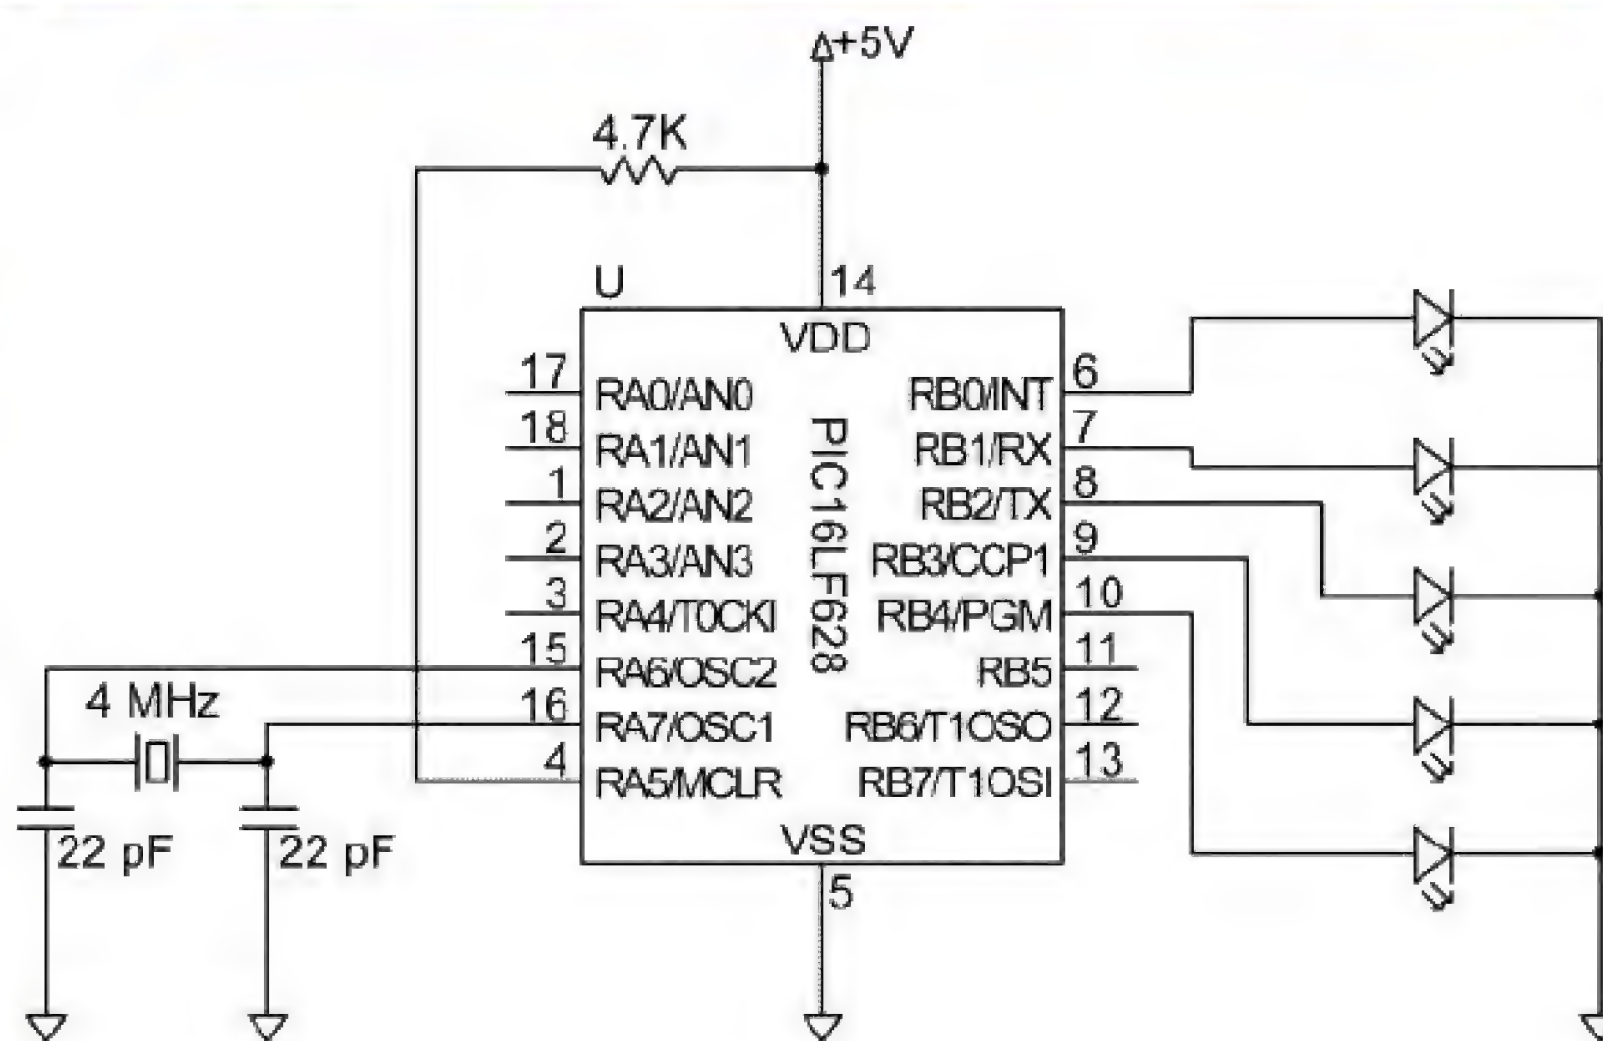 +5V
4.7K
U
14
VDD
17
RA0/AN0
RB0/INT
6
18
RA1/AN1
RB1/RX
7
1
RA2/AN2
RB2/TX
8
2
RA3/AN3
RB3/CCP1
9
3
RA4/T0CKI
RB4/PGM
10
15
RA6/OSC2
RB5
11
16
RA7/OSC1
RB6/T1OSO
12
4
RA5/MCLR
RB7/T1OSI
13
PIC16LF628
4 MHz
22 pF
22 pF
VSS
5